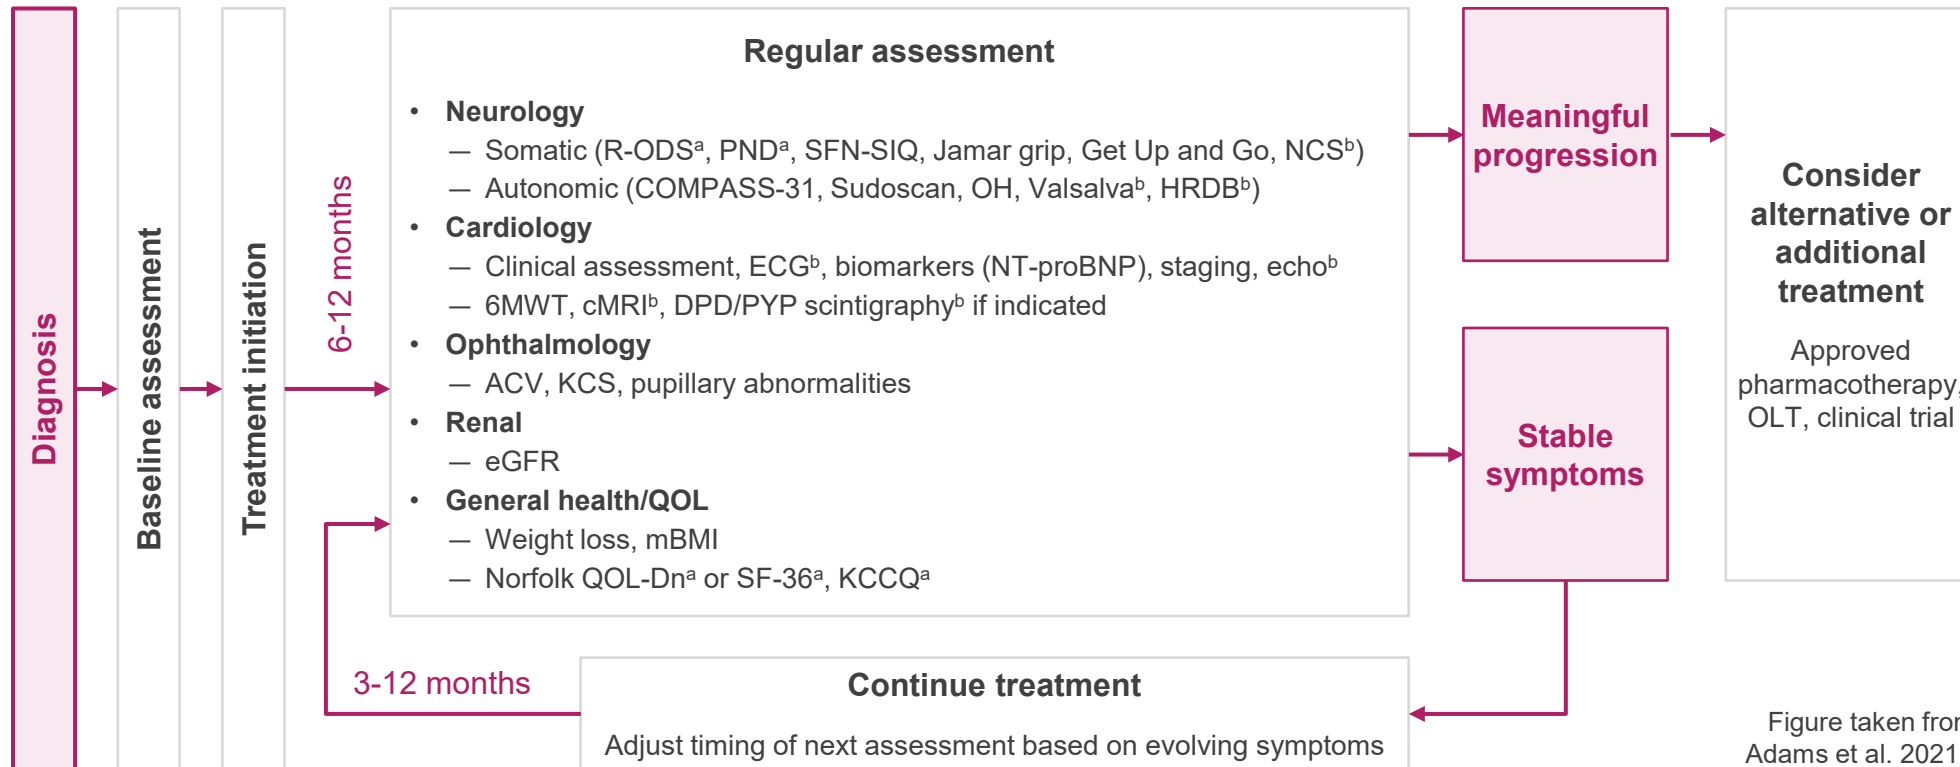 Diagnosis
Baseline assessment
Treatment initiation
6-12 months
Regular assessment
• Neurology
— Somatic (R-ODSᵃ, PNDᵃ, SFN-SIQ, Jamar grip, Get Up and Go, NCSᵇ)
— Autonomic (COMPASS-31, Sudoscan, OH, Valsalvaᵇ, HRDBᵇ)
• Cardiology
— Clinical assessment, ECGᵇ, biomarkers (NT-proBNP), staging, echoᵇ
— 6MWT, cMRIᵇ, DPD/PYP scintigraphyᵇ if indicated
• Ophthalmology
— ACV, KCS, pupillary abnormalities
• Renal
— eGFR
• General health/QOL
— Weight loss, mBMI
— Norfolk QOL-Dnᵃ or SF-36ᵃ, KCCQᵃ
Meaningful
progression
Stable
symptoms
Consider
alternative or
additional
treatment
Approved
pharmacotherapy,
OLT, clinical trial
3-12 months
Continue treatment
Adjust timing of next assessment based on evolving symptoms
Figure taken from
Adams et al. 2021